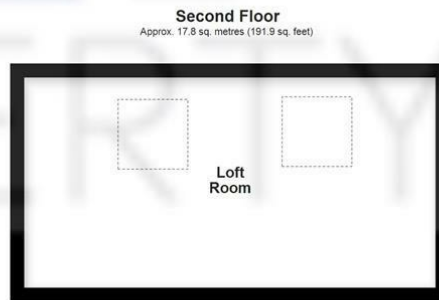 Second Floor
Approx. 17.8 sq. metres (191.9 sq. feet)
Loft
Room